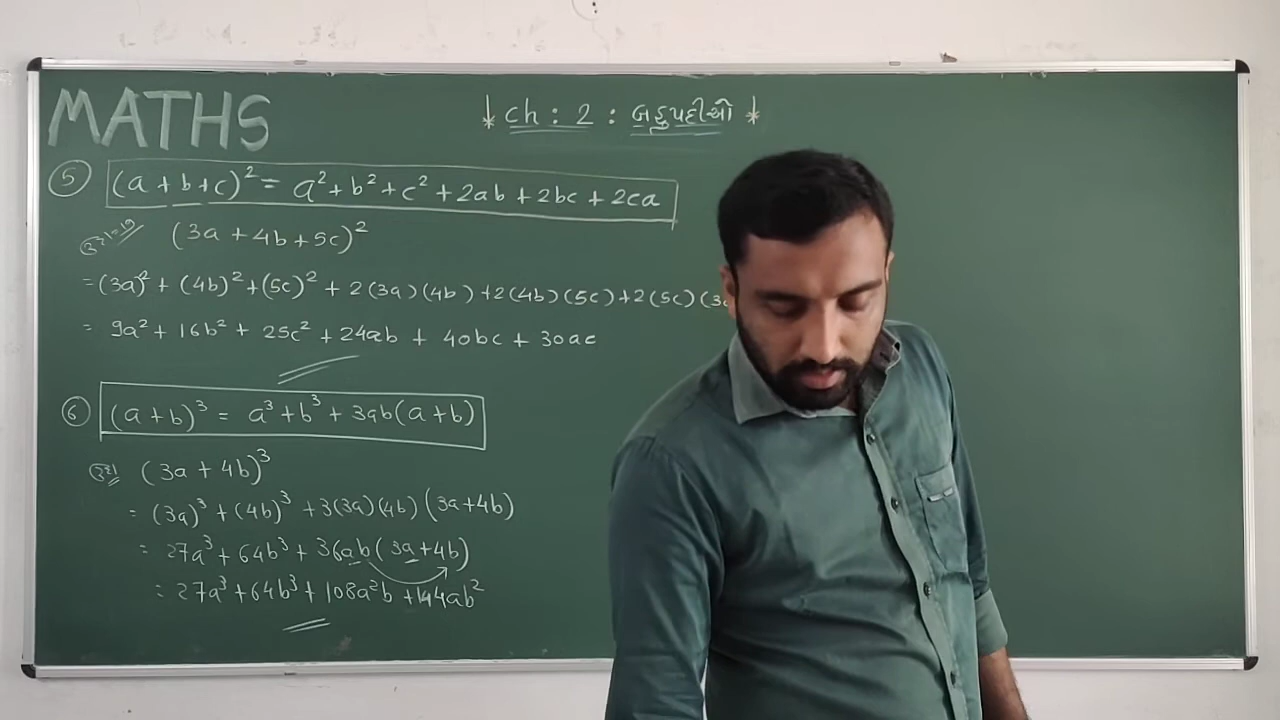 MATHS
↓ ch : 2 : બહુપદીઓ ↓
⑤ (a + b + c)² = a² + b² + c² + 2ab + 2bc + 2ca
(3a + 4b + 5c)²
= (3a)² + (4b)² + (5c)² + 2(3a)(4b) + 2(4b)(5c) + 2(5c)(3
= 9a² + 16b² + 25c² + 24ab + 40bc + 30ac
⑥ (a + b)³ = a³ + b³ + 3ab(a + b)
(3a + 4b)³
= (3a)³ + (4b)³ + 3(3a)(4b)(3a + 4b)
= 27a³ + 64b³ + 36ab(3a + 4b)
= 27a³ + 64b³ + 108a²b + 144ab²